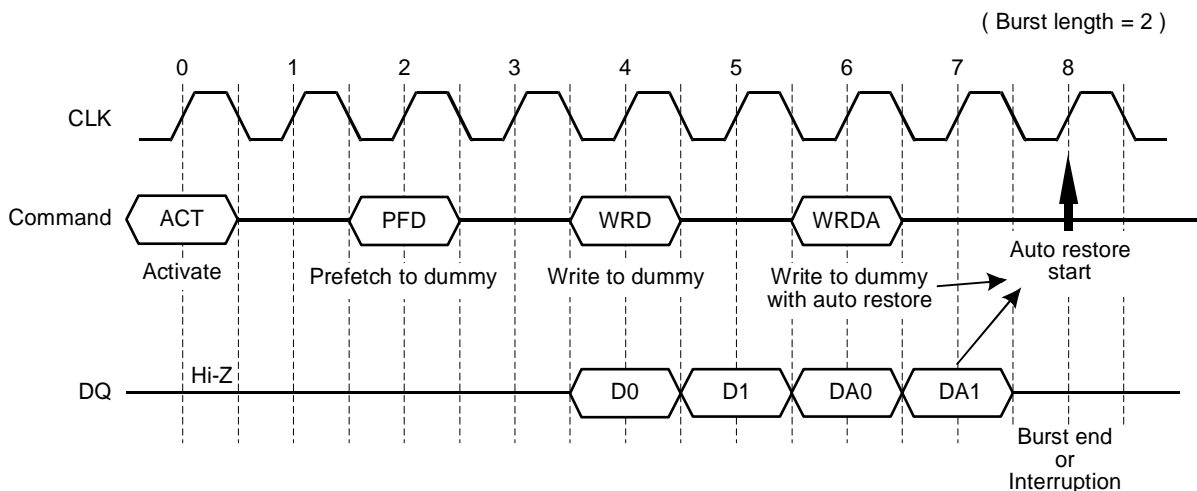 ( Burst length = 2 )
0 1 2 3 4 5 6 7 8
CLK
Command ACT PFD WRD WRDA
Activate Prefetch to dummy Write to dummy Write to dummy
with auto restore
Auto restore
start
Hi-Z
DQ D0 D1 DA0 DA1
Burst end
or
Interruption